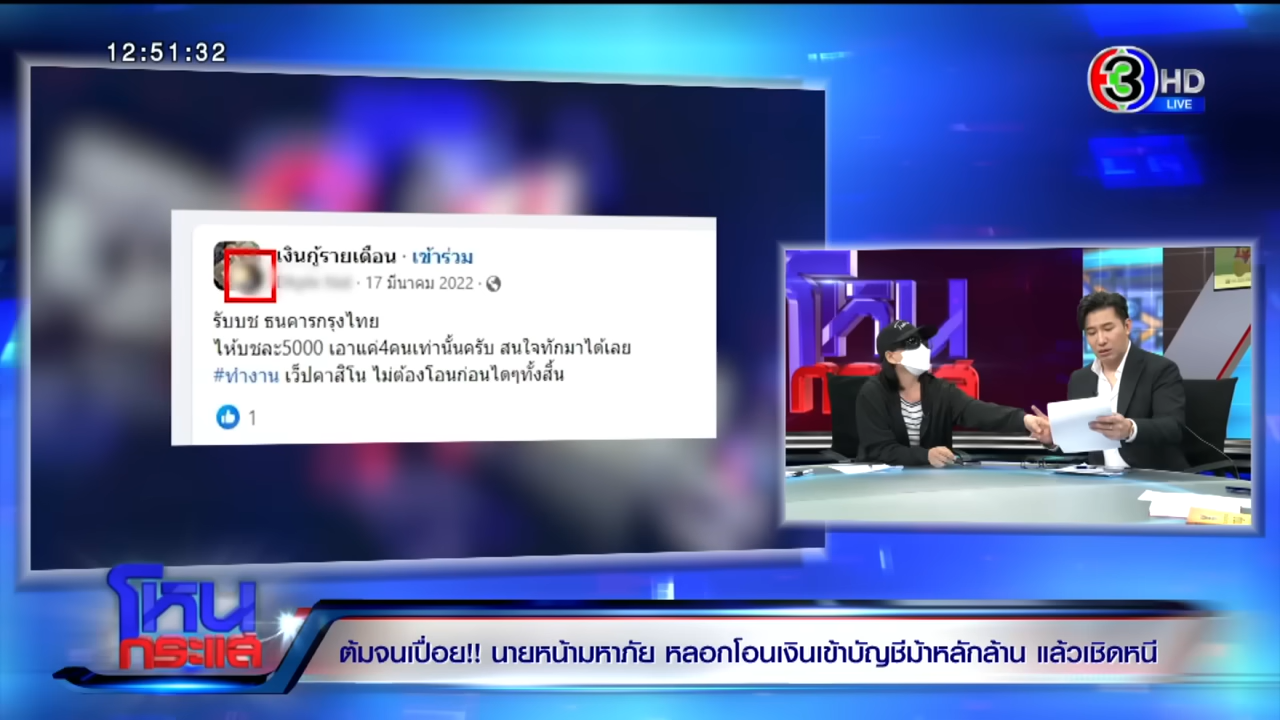 12:51:32
3 HD
LIVE
เงินกู้รายเดือน · เข้าร่วม
· 17 มีนาคม 2022 ·
รับบช ธนาคารกรุงไทย
ไห้บชละ5000 เอาแค่4คนเท่านั้นครับ สนใจทักมาได้เลย
#ทำงาน เว็ปคาสิโน ไม่ต้องโอนก่อนใดๆทั้งสิ้น
1
โหน
กระแส
ต้มจนเปื่อย!! นายหน้ามหาภัย หลอกโอนเงินเข้าบัญชีม้าหลักล้าน แล้วเชิดหนี